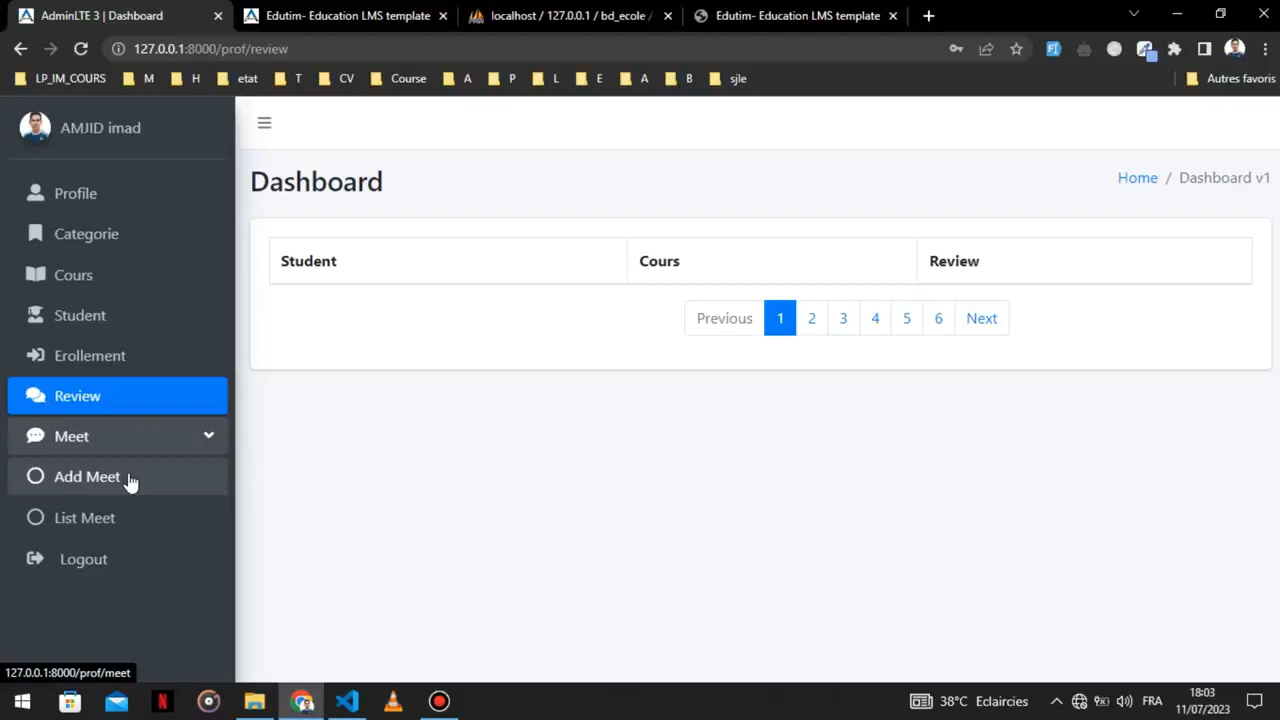 AdminLTE 3 | Dashboard
Edutim- Education LMS template
localhost / 127.0.0.1 / bd_ecole /
Edutim- Education LMS template
127.0.0.1:8000/prof/review
LP_IM_COURS M H etat T CV Course A P L E A B sjle Autres favoris
AMJID imad
Profile
Categorie
Cours
Student
Erollement
Review
Meet
Add Meet
List Meet
Logout
Dashboard
Home / Dashboard v1
Student Cours Review
Previous 1 2 3 4 5 6 Next
127.0.0.1:8000/prof/meet
38°C Eclaircies
FRA
18:03
11/07/2023